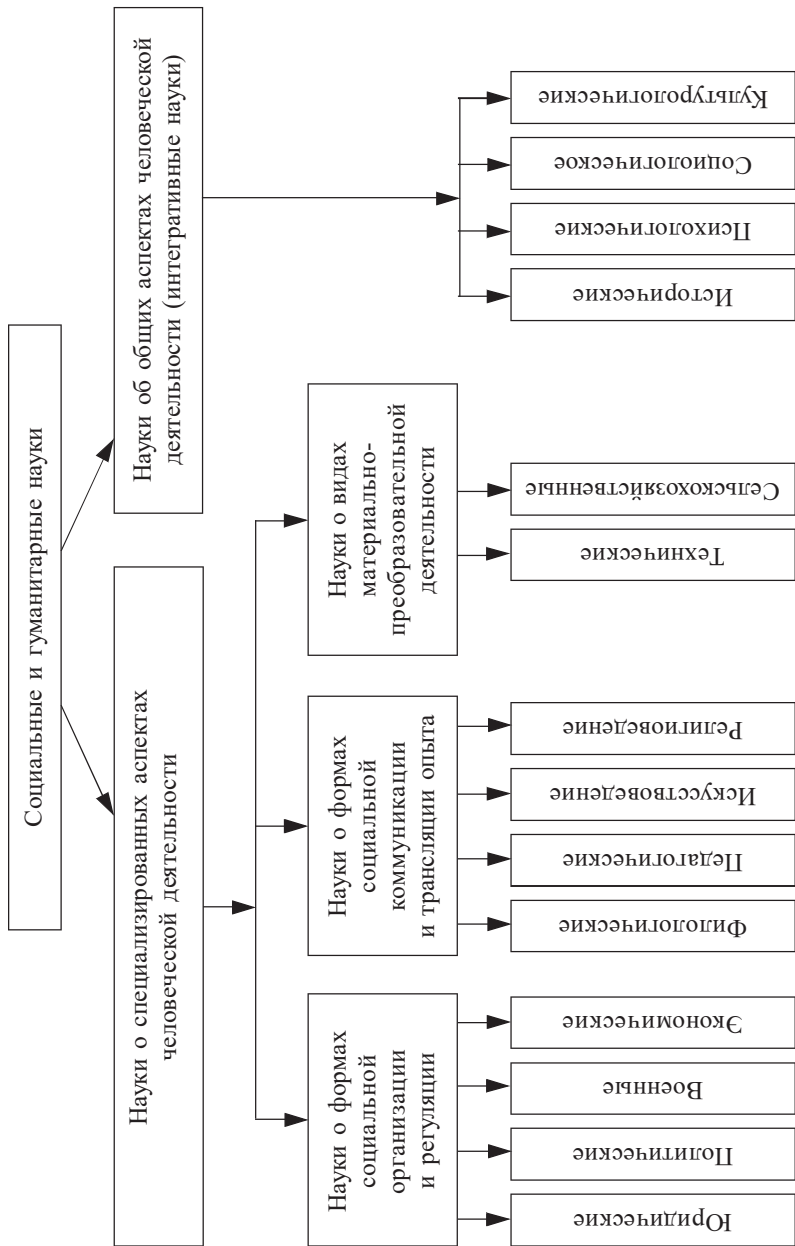 Социальные и гуманитарные науки
Науки о специализированных аспектах
человеческой деятельности
Науки об общих аспектах человеческой
деятельности (интегративные науки)
Науки о формах
социальной
организации
и регуляции
Науки о формах
социальной
коммуникации
и трансляции опыта
Науки о видах
материально-
преобразовательной
деятельности
Юридические
Политические
Военные
Экономические
Филологические
Педагогические
Искусствоведение
Религиоведение
Технические
Сельскохозяйственные
Исторические
Психологические
Социологическое
Культурологические